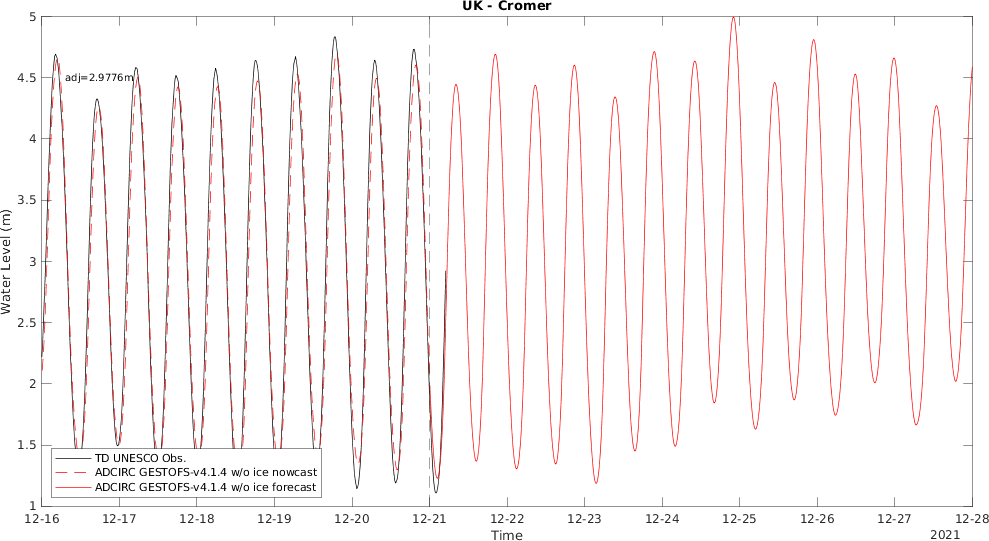 UK - Cromer
5
4.5
4
3.5
3
2.5
2
1.5
1
Water Level (m)
adj=2.9776m
TD UNESCO Obs.
ADCIRC GESTOFS-v4.1.4 w/o ice nowcast
ADCIRC GESTOFS-v4.1.4 w/o ice forecast
12-16 12-17 12-18 12-19 12-20 12-21 12-22 12-23 12-24 12-25 12-26 12-27 12-28
Time
2021